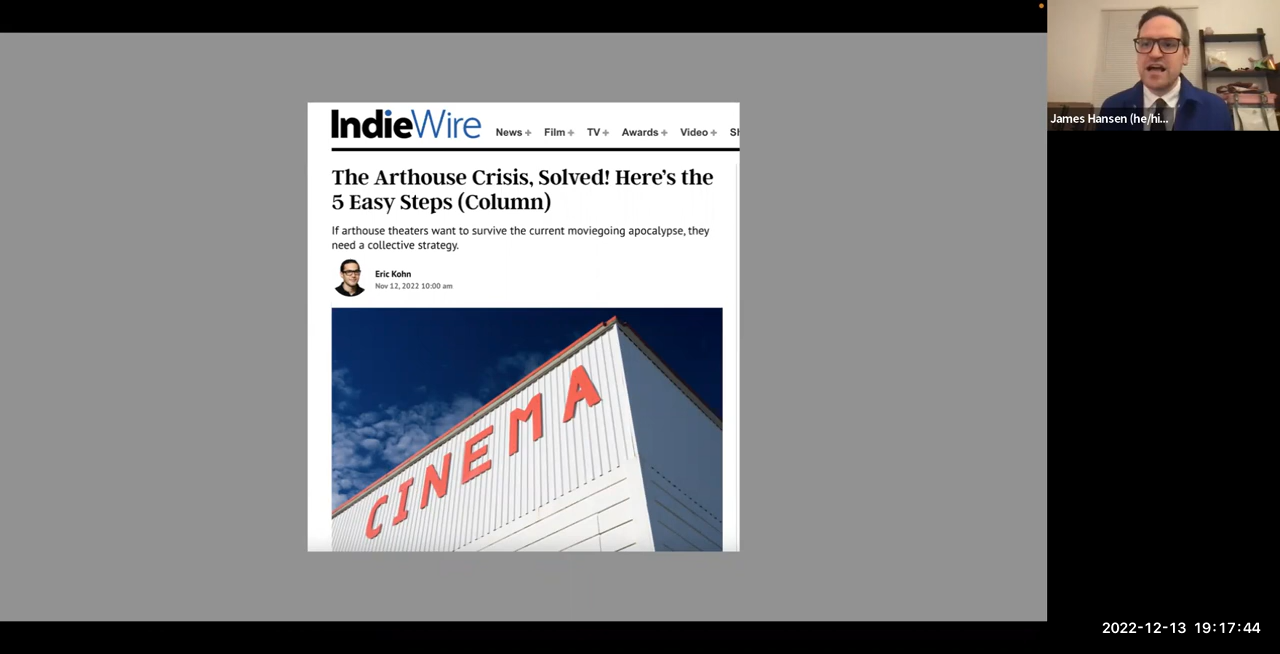 IndieWire
News + Film + TV + Awards + Video +
The Arthouse Crisis, Solved! Here's the
5 Easy Steps (Column)
If arthouse theaters want to survive the current moviegoing apocalypse, they
need a collective strategy.
Eric Kohn
Nov 12, 2022 10:00 am
CINEMA
James Hansen (he/hi...
2022-12-13 19:17:44